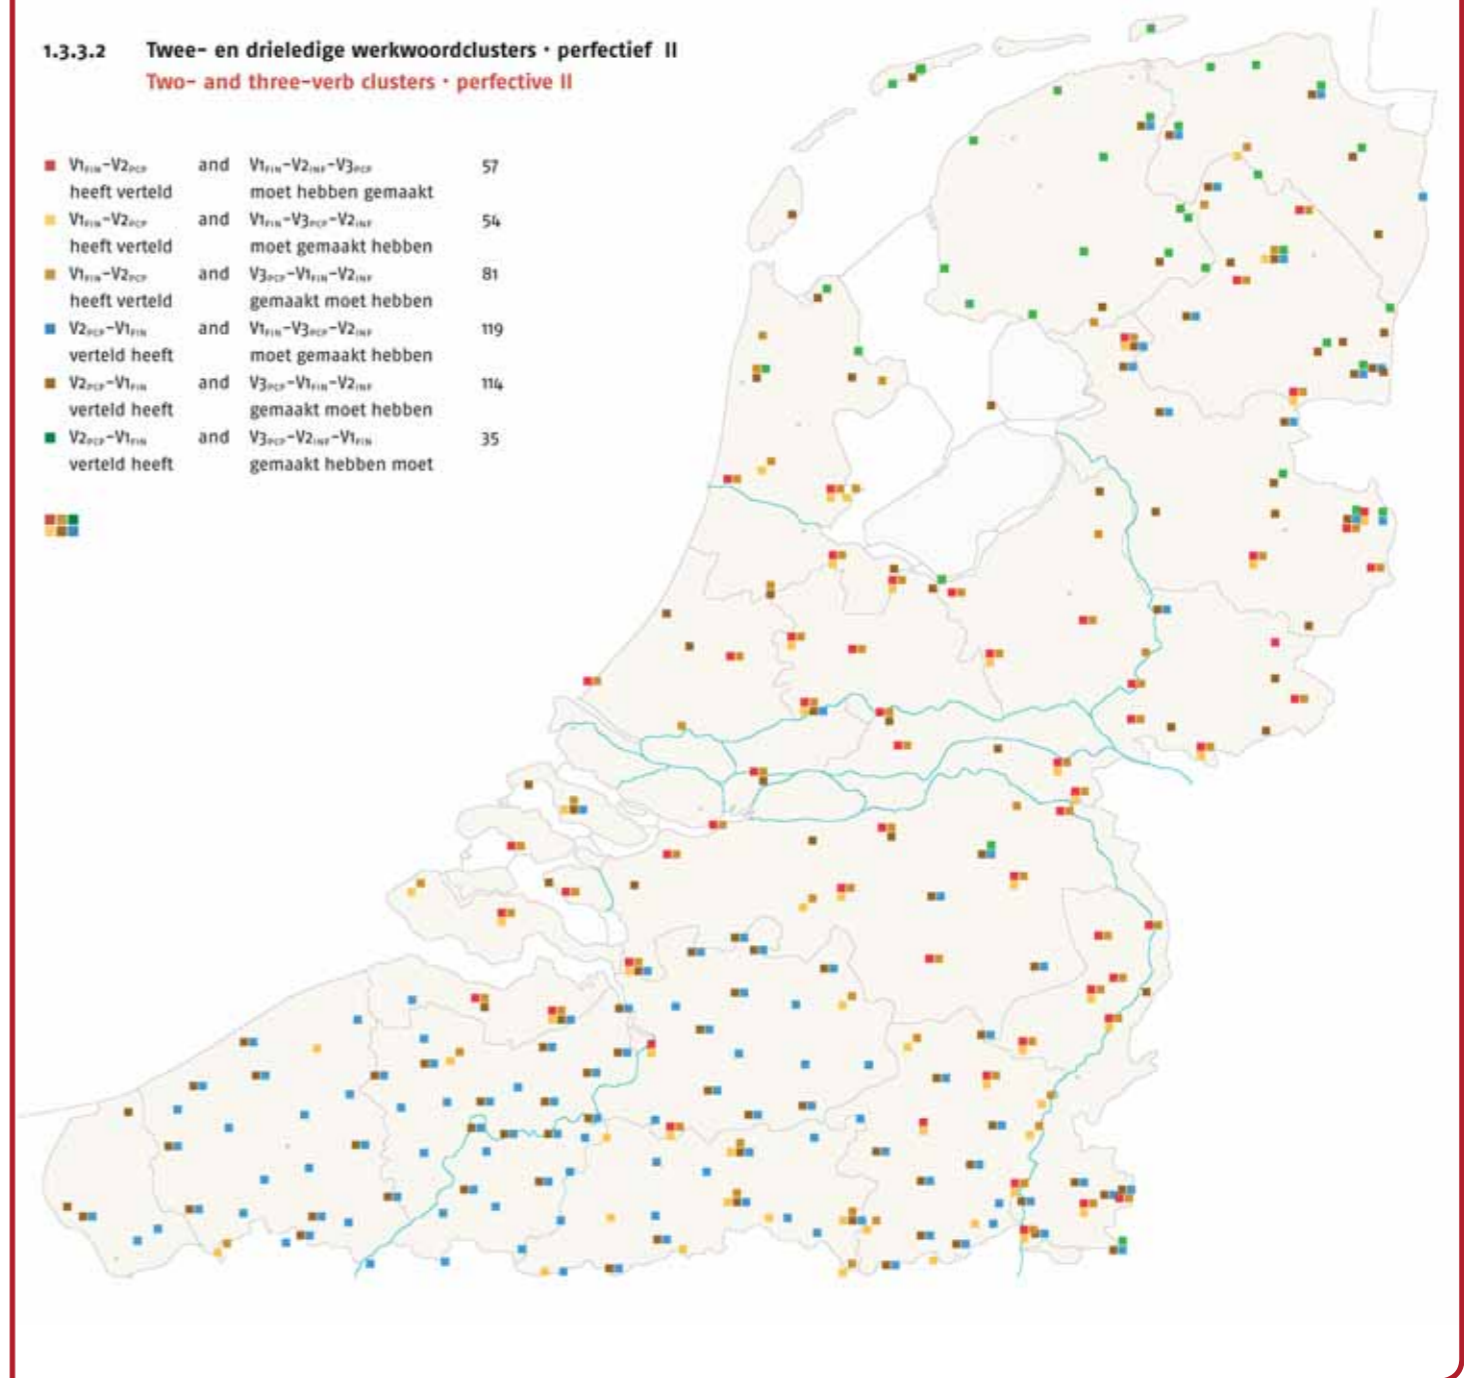 1.3.3.2 Twee- en drieledige werkwoordclusters · perfectief II
Two- and three-verb clusters · perfective II
V1FIN-V2PCP and V1FIN-V2INF-V3PCP 57
heeft verteld moet hebben gemaakt
V1FIN-V2PCP and V1FIN-V3PCP-V2INF 54
heeft verteld moet gemaakt hebben
V1FIN-V2PCP and V3PCP-V1FIN-V2INF 81
heeft verteld gemaakt moet hebben
V2PCP-V1FIN and V1FIN-V3PCP-V2INF 119
verteld heeft moet gemaakt hebben
V2PCP-V1FIN and V3PCP-V1FIN-V2INF 114
verteld heeft gemaakt moet hebben
V2PCP-V1FIN and V3PCP-V2INF-V1FIN 35
verteld heeft gemaakt hebben moet